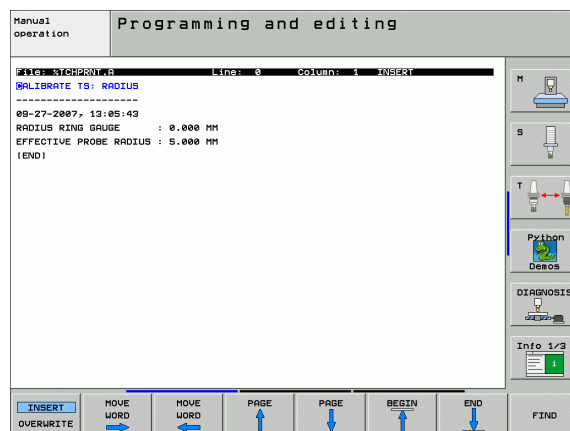 Manual
operation
Programming and editing
File: %TCHPRNT.A Line: 0 Column: 1 INSERT
CALIBRATE TS: RADIUS
-------------------
09-27-2007, 13:05:43
RADIUS RING GAUGE : 0.000 MM
EFFECTIVE PROBE RADIUS : 5.000 MM
[END]
M
S
T
Python
Demos
DIAGNOSIS
Info 1/3
i
INSERT
OVERWRITE
MOVE
WORD
MOVE
WORD
PAGE
PAGE
BEGIN
END
FIND